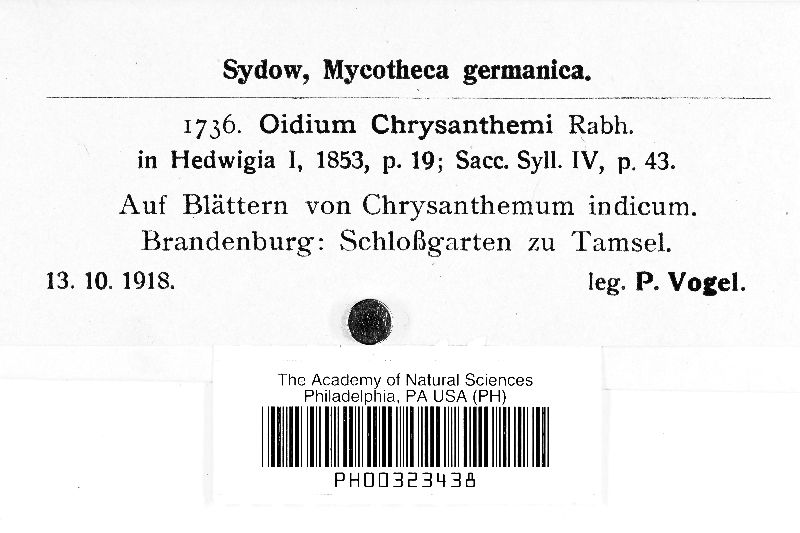 Sydow, Mycotheca germanica.
1736. Oidium Chrysanthemi Rabh.
in Hedwigia I, 1853, p. 19; Sacc. Syll. IV, p. 43.
Auf Blättern von Chrysanthemum indicum.
Brandenburg: Schloßgarten zu Tamsel.
13. 10. 1918. leg. P. Vogel.
The Academy of Natural Sciences
Philadelphia, PA USA (PH)
PH00323438